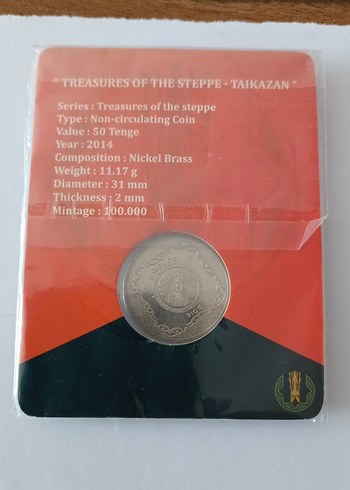 " TREASURES OF THE STEPPE - TAIKAZAN "
Series : Treasures of the steppe
Type : Non-circulating Coin
Value : 50 Tenge
Year : 2014
Composition : Nickel Brass
Weight : 11.17 g
Diameter : 31 mm
Thickness : 2 mm
Mintage : 100.000